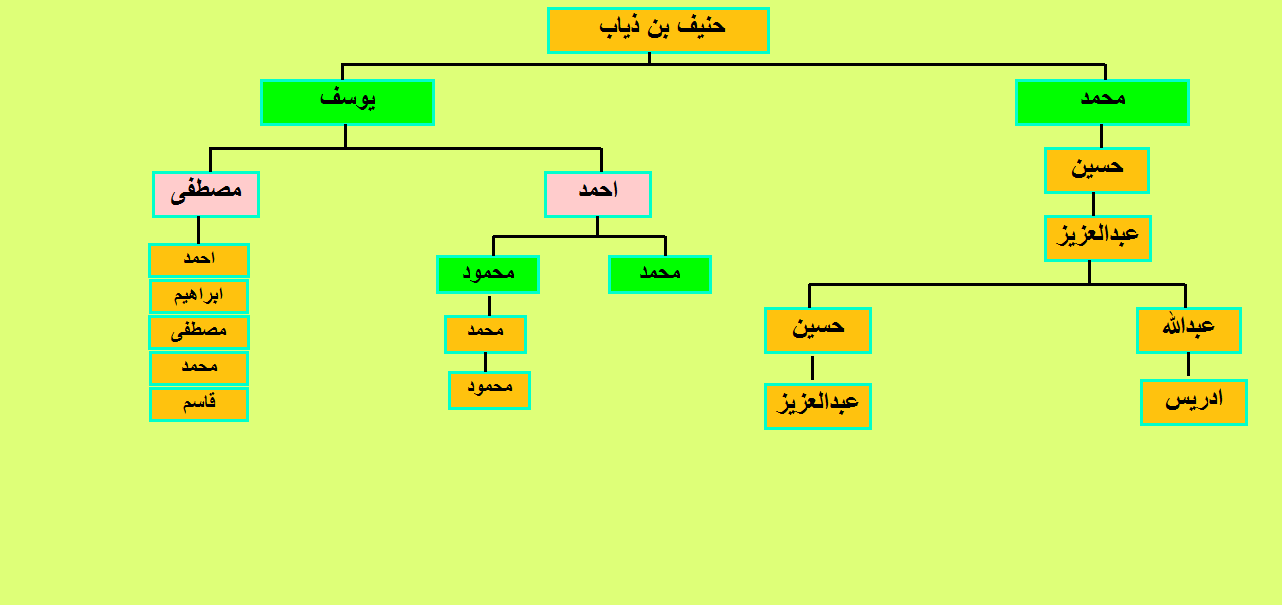 حنيف بن ذياب
محمد
يوسف
حسين
احمد
مصطفى
عبدالعزيز
محمد
محمود
احمد
ابراهيم
عبدالله
حسين
محمد
مصطفى
محمد
ادريس
عبدالعزيز
محمود
قاسم